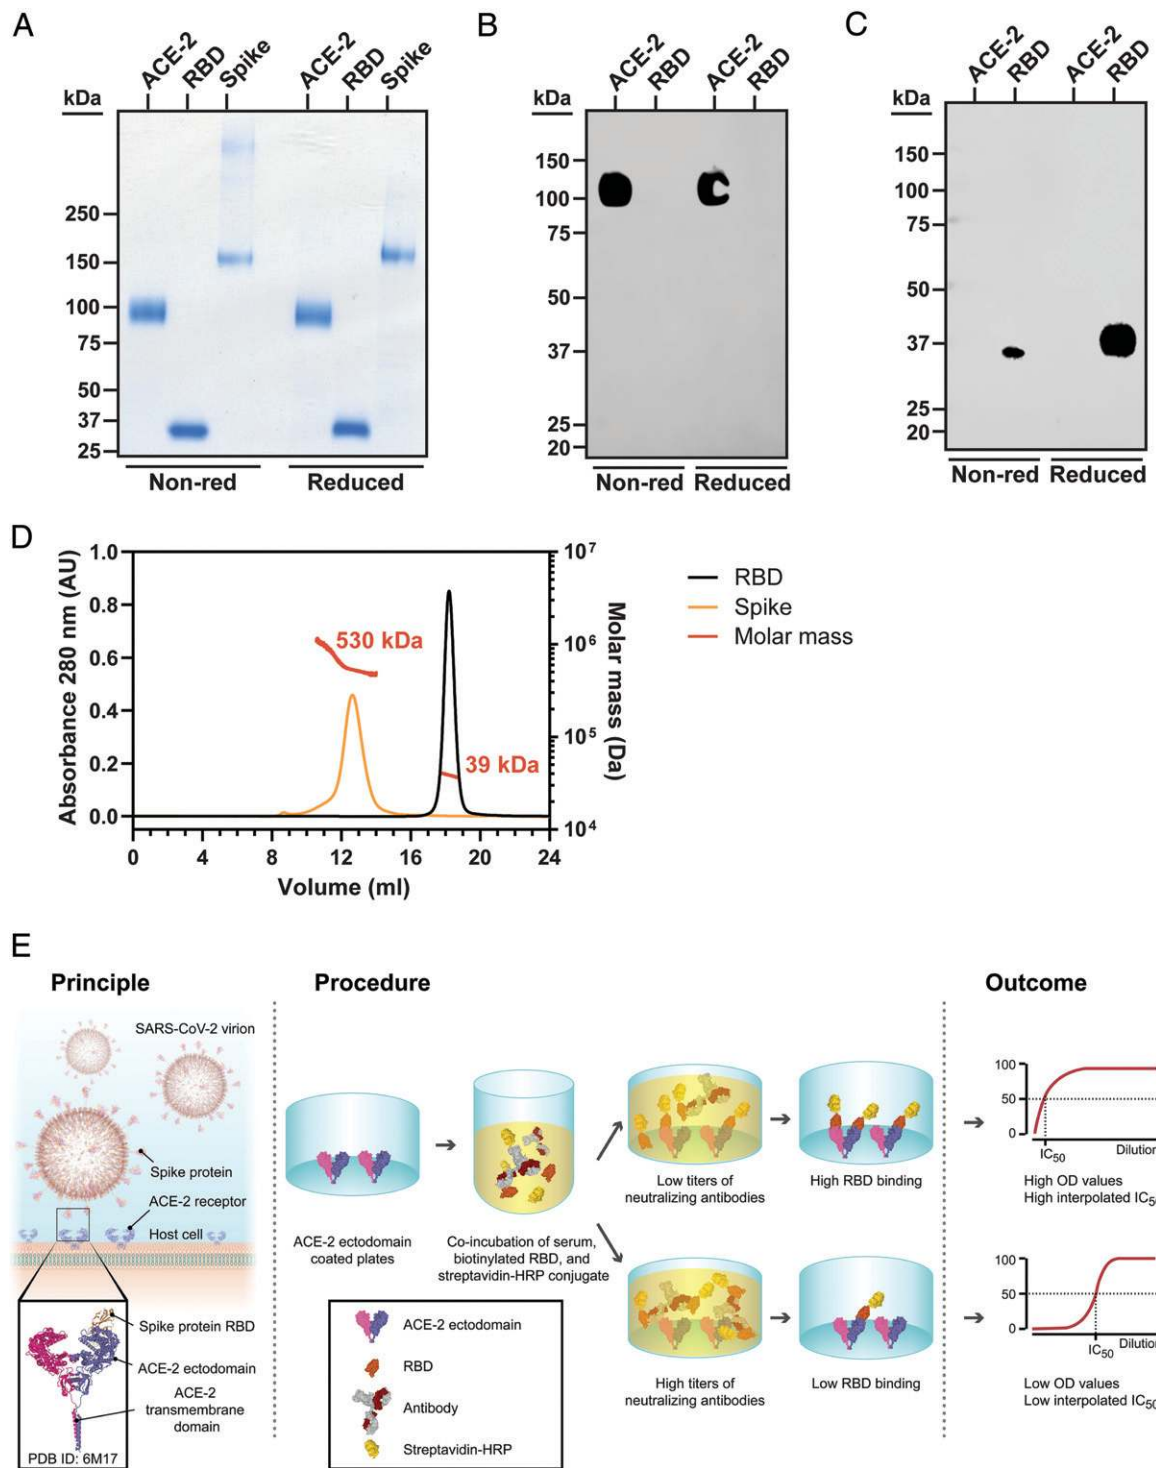 A
ACE-2
RBD
Spike
ACE-2
RBD
Spike
kDa
250
150
100
75
50
37
25
Non-red
Reduced
B
ACE-2
RBD
ACE-2
RBD
kDa
150
100
75
50
37
25
20
Non-red
Reduced
C
ACE-2
RBD
ACE-2
RBD
kDa
150
100
75
50
37
25
20
Non-red
Reduced
D
Absorbance 280 nm (AU)
1.0
0.8
0.6
0.4
0.2
0.0
530 kDa
39 kDa
10⁷
10⁶
10⁵
10⁴
Molar mass (Da)
0 4 8 12 16 20 24
Volume (ml)
RBD
Spike
Molar mass
E
Principle
SARS-CoV-2 virion
Spike protein
ACE-2 receptor
Host cell
Spike protein RBD
ACE-2 ectodomain
ACE-2
transmembrane
domain
PDB ID: 6M17
Procedure
ACE-2 ectodomain
coated plates
Co-incubation of serum,
biotinylated RBD, and
streptavidin-HRP conjugate
Low titers of
neutralizing antibodies
High RBD binding
High titers of
neutralizing antibodies
Low RBD binding
ACE-2 ectodomain
RBD
Antibody
Streptavidin-HRP
Outcome
100
50
0
IC₅₀
Dilution
High OD values
High interpolated IC₅₀
100
50
0
IC₅₀
Dilution
Low OD values
Low interpolated IC₅₀